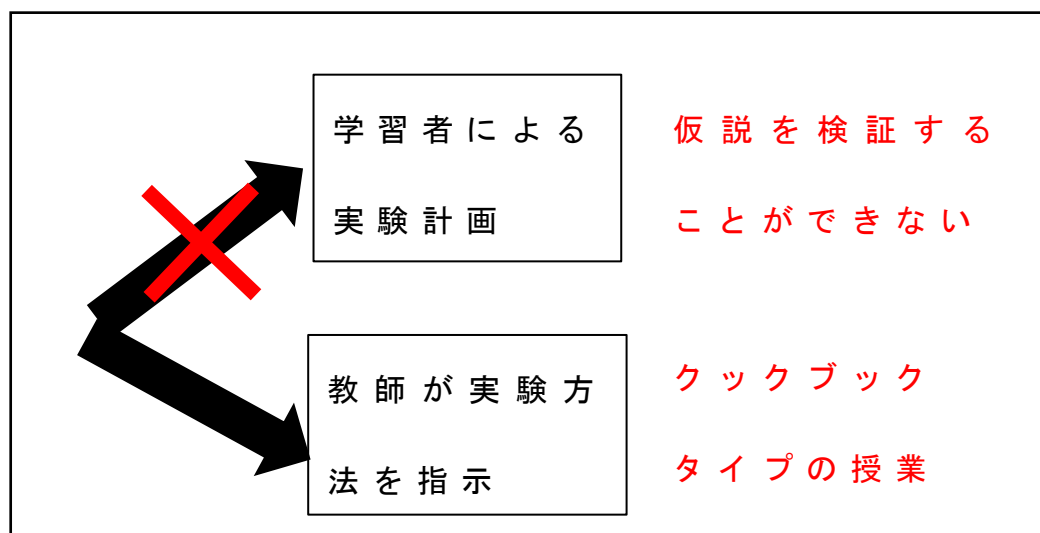 学習者による
実験計画
仮説を検証する
ことができない
教師が実験方
法を指示
クックブック
タイプの授業